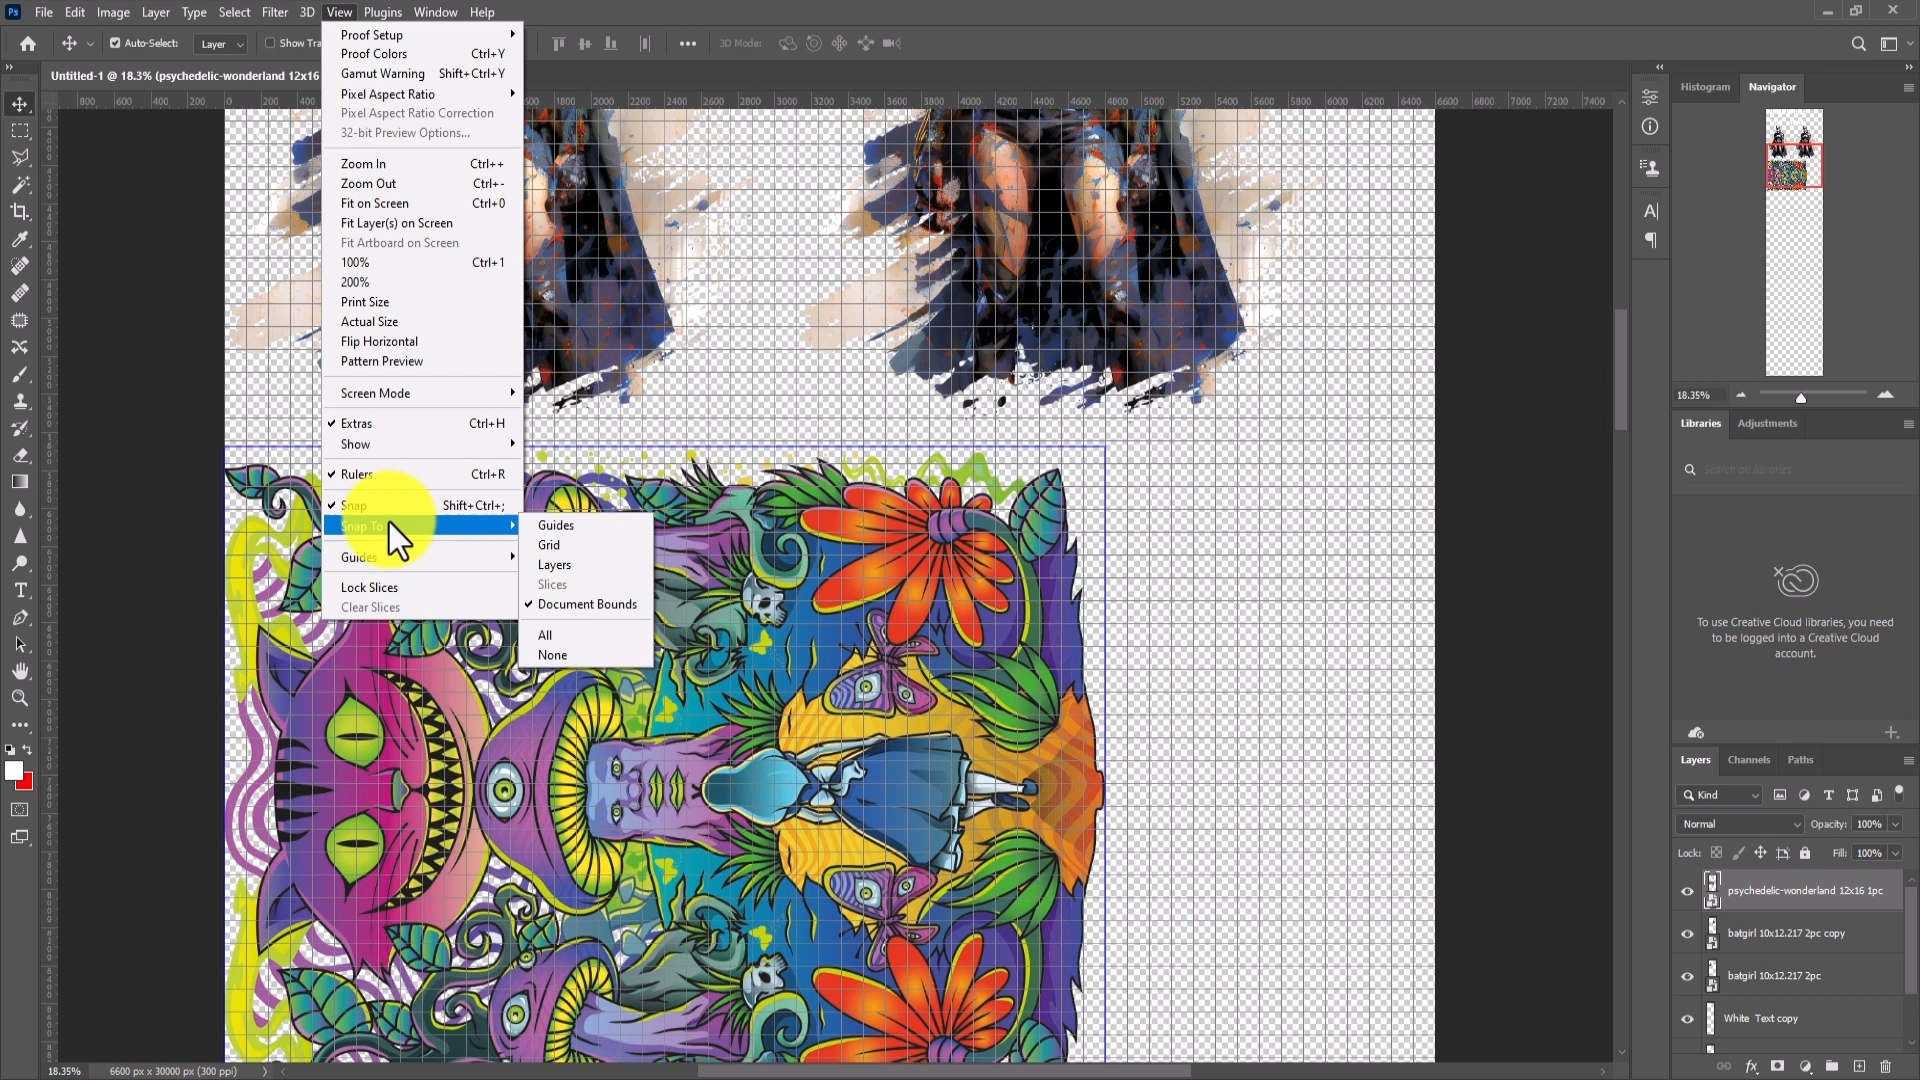 Ps File Edit Image Layer Type Select Filter 3D View Plugins Window Help
Auto-Select: Layer Show Tra 3D Mode:
Untitled-1 @ 18.3% (psychedelic-wonderland 12x16
Proof Setup
Proof Colors Ctrl+Y
Gamut Warning Shift+Ctrl+Y
Pixel Aspect Ratio
Pixel Aspect Ratio Correction
32-bit Preview Options...
Zoom In Ctrl++
Zoom Out Ctrl+-
Fit on Screen Ctrl+0
Fit Layer(s) on Screen
Fit Artboard on Screen
100% Ctrl+1
200%
Print Size
Actual Size
Flip Horizontal
Pattern Preview
Screen Mode
Extras Ctrl+H
Show
Rulers Ctrl+R
Snap Shift+Ctrl+;
Snap To
Guides
Lock Slices
Clear Slices
Guides
Grid
Layers
Slices
Document Bounds
All
None
800 600 400 200 0 200 400 600 1800 2000 2200 2400 2600 2800 3000 3200 3400 3600 3800 4000 4200 4400 4600 4800 5000 5200 5400 5600 5800 6000 6200 6400 6600 6800 7000 7200 7400
Histogram Navigator
18.35%
Libraries Adjustments
Search all libraries
To use Creative Cloud libraries, you need
to be logged into a Creative Cloud
account.
Layers Channels Paths
Kind
Normal Opacity: 100%
Lock: Fill: 100%
psychedelic-wonderland 12x16 1pc
batgirl 10x12.217 2pc copy
batgirl 10x12.217 2pc
White Text copy
18.35% 6600 px x 30000 px (300 ppi)